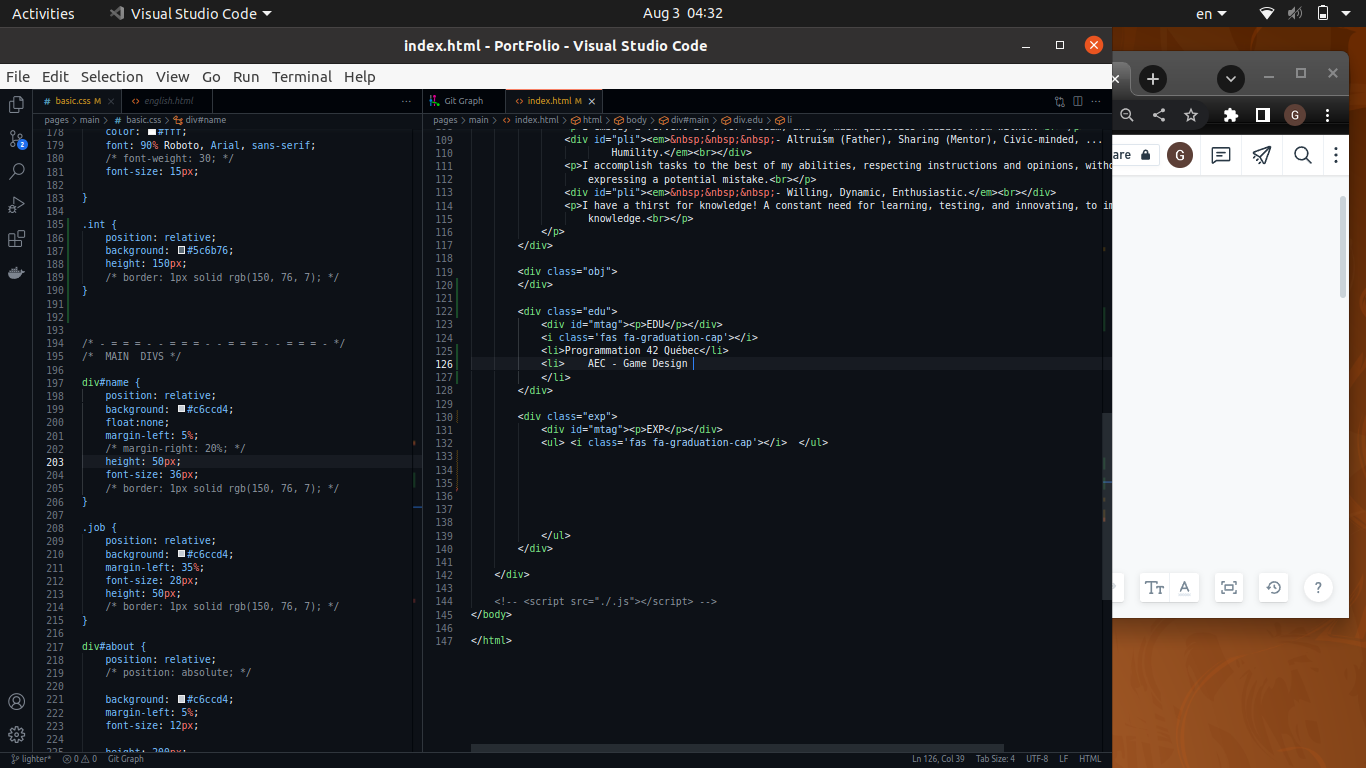 Activities
Visual Studio Code
Aug 3 04:32
en
index.html - PortFolio - Visual Studio Code
File Edit Selection View Go Run Terminal Help
# basic.css M
<> english.html
Git Graph
<> index.html M
pages > main > # basic.css > div#name
pages > main > <> index.html > html > body > div#main > div.edu > li
178 color: #fff;
179 font: 90% Roboto, Arial, sans-serif;
180 /* font-weight: 30; */
181 font-size: 15px;
182
183 }
184
185 .int {
186 position: relative;
187 background: #5c6b76;
188 height: 150px;
189 /* border: 1px solid rgb(150, 76, 7); */
190 }
191
192
193
194 /* - = = = - - = = = - - = = = - - = = = - */
195 /*  MAIN  DIVS */
196
197 div#name {
198 position: relative;
199 background: #c6ccd4;
200 float:none;
201 margin-left: 5%;
202 /* margin-right: 20%; */
203 height: 50px;
204 font-size: 36px;
205 /* border: 1px solid rgb(150, 76, 7); */
206 }
207
208 .job {
209 position: relative;
210 background: #c6ccd4;
211 margin-left: 35%;
212 font-size: 28px;
213 height: 50px;
214 /* border: 1px solid rgb(150, 76, 7); */
215 }
216
217 div#about {
218 position: relative;
219 /* position: absolute; */
220
221 background: #c6ccd4;
222 margin-left: 5%;
223 font-size: 12px;
224
109 <div id="pli"><em>&nbsp;&nbsp;&nbsp;- Altruism (Father), Sharing (Mentor), Civic-minded, ...
110 Humility.</em><br></div>
111 <p>I accomplish tasks to the best of my abilities, respecting instructions and opinions,
112 expressing a potential mistake.<br></p>
113 <div id="pli"><em>&nbsp;&nbsp;&nbsp;- Willing, Dynamic, Enthusiastic.</em><br></div>
114 <p>I have a thirst for knowledge! A constant need for learning, testing, and innovating, to
115 knowledge.<br></p>
116 </p>
117 </div>
118
119 <div class="obj">
120 </div>
121
122 <div class="edu">
123 <div id="mtag"><p>EDU</p></div>
124 <i class='fas fa-graduation-cap'></i>
125 <li>Programmation 42 Québec</li>
126 <li>    AEC - Game Design
127 </li>
128 </div>
129
130 <div class="exp">
131 <div id="mtag"><p>EXP</p></div>
132 <ul> <i class='fas fa-graduation-cap'></i>  </ul>
133
134
135
136
137
138
139 </ul>
140 </div>
141
142 </div>
143
144 <!-- <script src="./.js"></script> -->
145 </body>
146
147 </html>
2
G
are
G
Tт A
?
lighter* 0 0 Git Graph
Ln 126, Col 39 Tab Size: 4 UTF-8 LF HTML